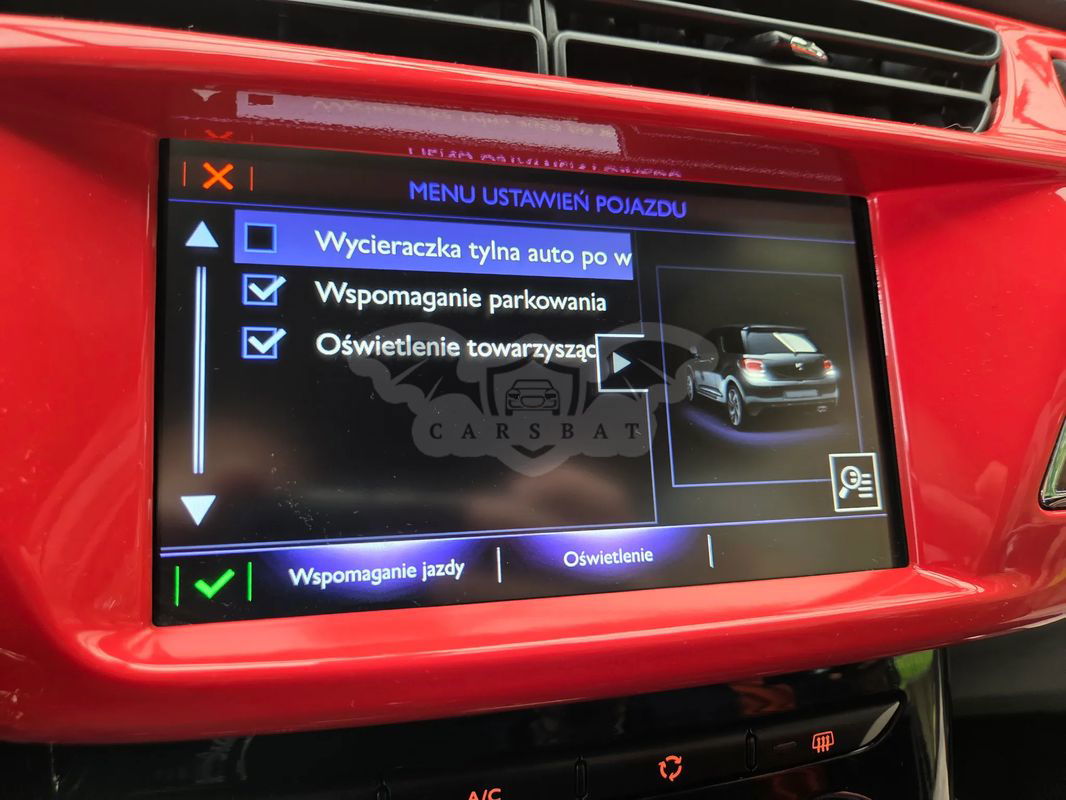 MENU USTAWIEŃ POJAZDU
Wycieraczka tylna auto po w
Wspomaganie parkowania
Oświetlenie towarzysząc
CARSBAT
Wspomaganie jazdy
Oświetlenie
A/C